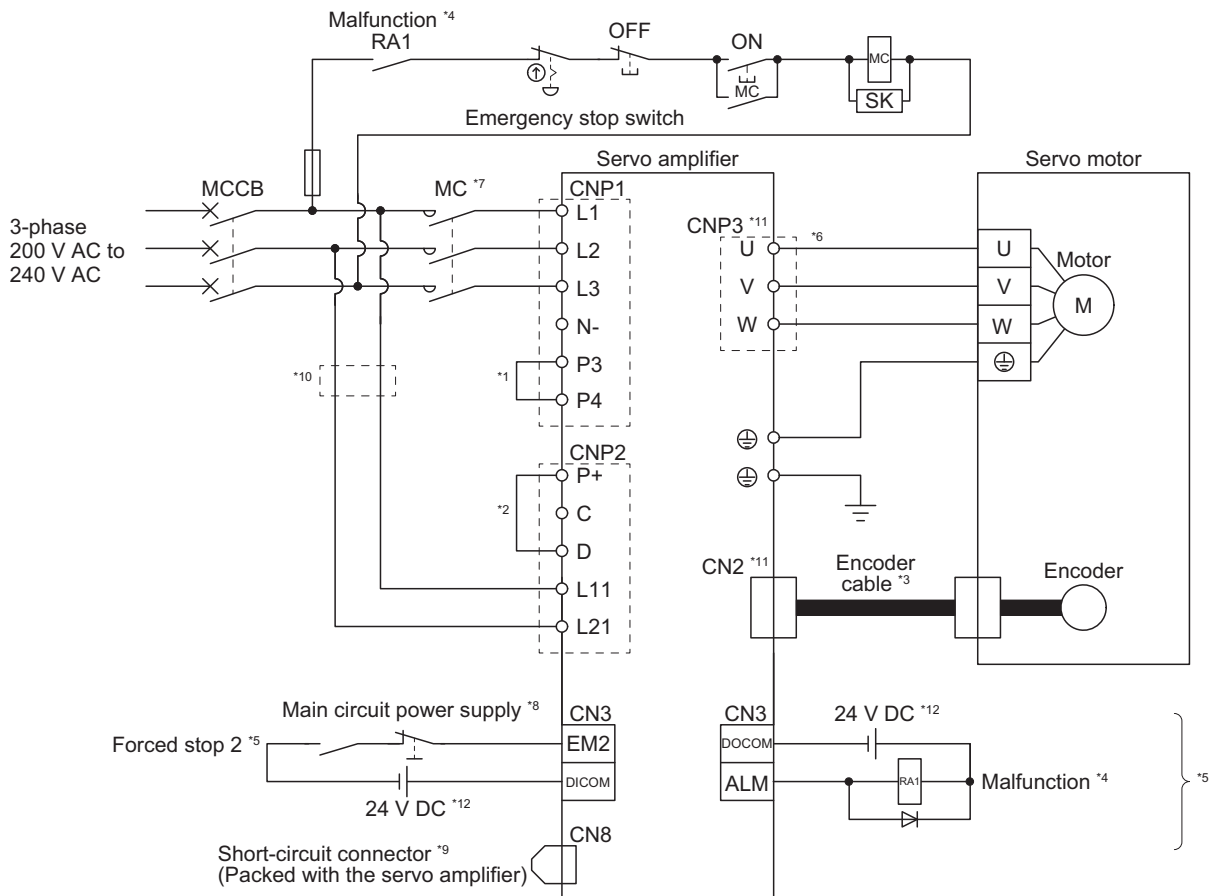 Malfunction *4
RA1
OFF
ON
MC
MC
SK
Emergency stop switch
Servo amplifier
Servo motor
MCCB
MC *7
CNP1
3-phase
200 V AC to
240 V AC
L1
L2
L3
N-
P3
P4
*1
*10
CNP3 *11
*6
U
V
W
U
V
W
Motor
M
CNP2
P+
C
D
*2
L11
L21
CN2 *11
Encoder
cable *3
Encoder
Main circuit power supply *8
Forced stop 2 *5
24 V DC *12
CN3
EM2
DICOM
CN3
DOCOM
ALM
24 V DC *12
RA1
Malfunction *4
*5
CN8
Short-circuit connector *9
(Packed with the servo amplifier)